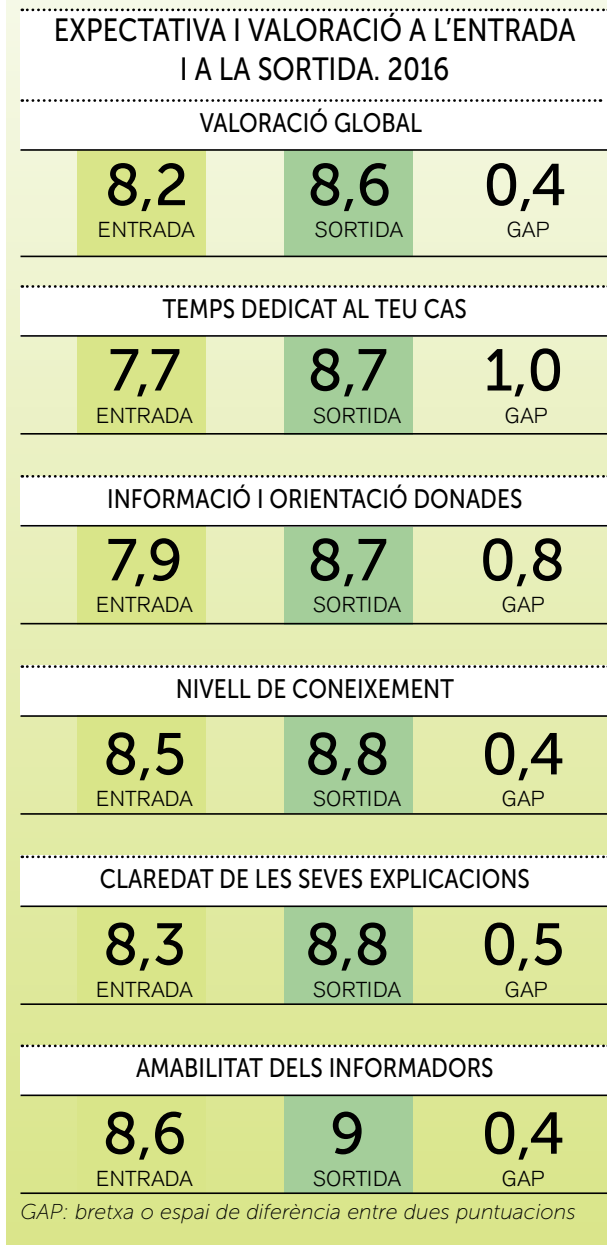 EXPECTATIVA I VALORACIÓ A L'ENTRADA
I A LA SORTIDA. 2016
VALORACIÓ GLOBAL
8,2 8,6 0,4
ENTRADA SORTIDA GAP
TEMPS DEDICAT AL TEU CAS
7,7 8,7 1,0
ENTRADA SORTIDA GAP
INFORMACIÓ I ORIENTACIÓ DONADES
7,9 8,7 0,8
ENTRADA SORTIDA GAP
NIVELL DE CONEIXEMENT
8,5 8,8 0,4
ENTRADA SORTIDA GAP
CLAREDAT DE LES SEVES EXPLICACIONS
8,3 8,8 0,5
ENTRADA SORTIDA GAP
AMABILITAT DELS INFORMADORS
8,6 9 0,4
ENTRADA SORTIDA GAP
GAP: bretxa o espai de diferència entre dues puntuacions